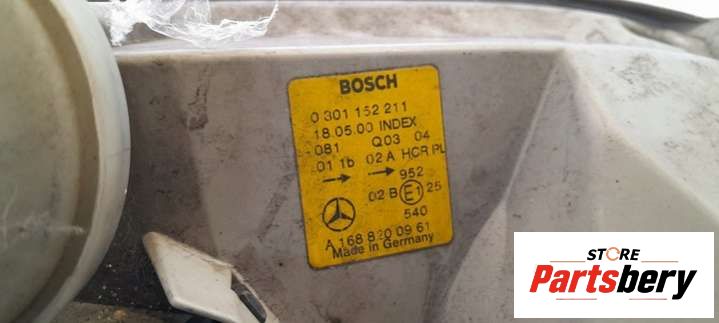 BOSCH
0 301 152 211
18.05.00 INDEX
081 Q03 04
01 1b 02 A HCR PL
952
02 B E1 25
540
A 168 820 09 61
Made in Germany
STORE
Partsbery